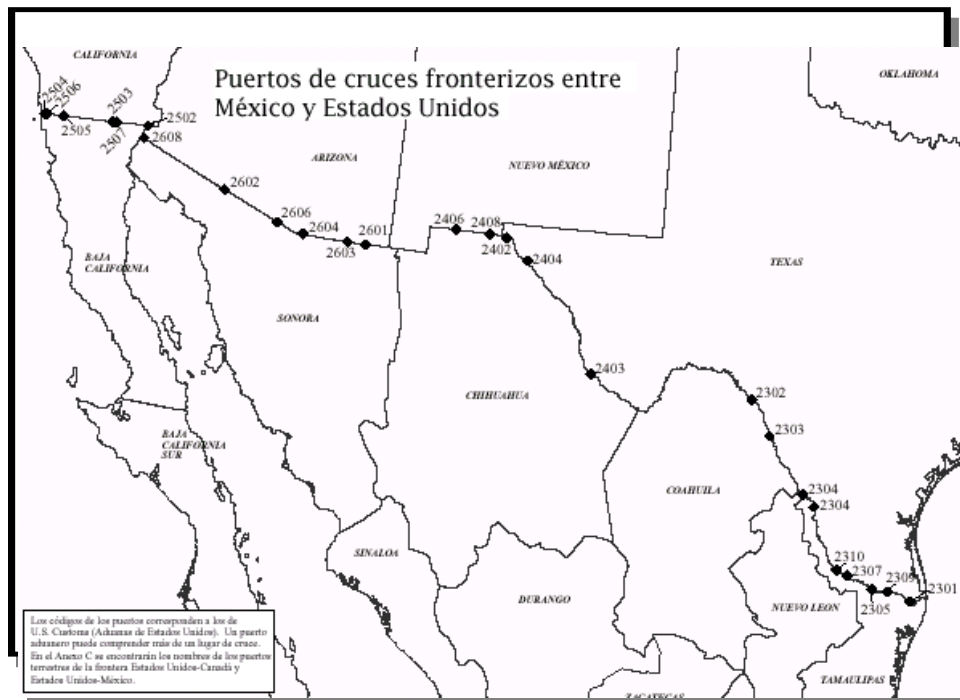 CALIFORNIA
Puertos de cruces fronterizos entre
México y Estados Unidos
OKLAHOMA
2504
2506
2503
2502
2505
2507
2608
ARIZONA
NUEVO MÉXICO
2602
2606
2604
2601
2603
2406
2408
2402
2404
BAJA
CALIFORNIA
TEXAS
SONORA
2403
CHIHUAHUA
2302
2303
BAJA
CALIFORNIA
SUR
COAHUILA
2304
2304
SINALOA
2310
2307
2309
2301
2305
DURANGO
NUEVO LEON
TAMAULIPAS
ZACATECAS
Los códigos de los puertos corresponden a los de
U.S. Customs (Aduanas de Estados Unidos). Un puerto
aduanero puede comprender más de un lugar de cruce.
En el Anexo C se encontrarán los nombres de los puertos
terrestres de la frontera Estados Unidos-Canadá y
Estados Unidos-México.